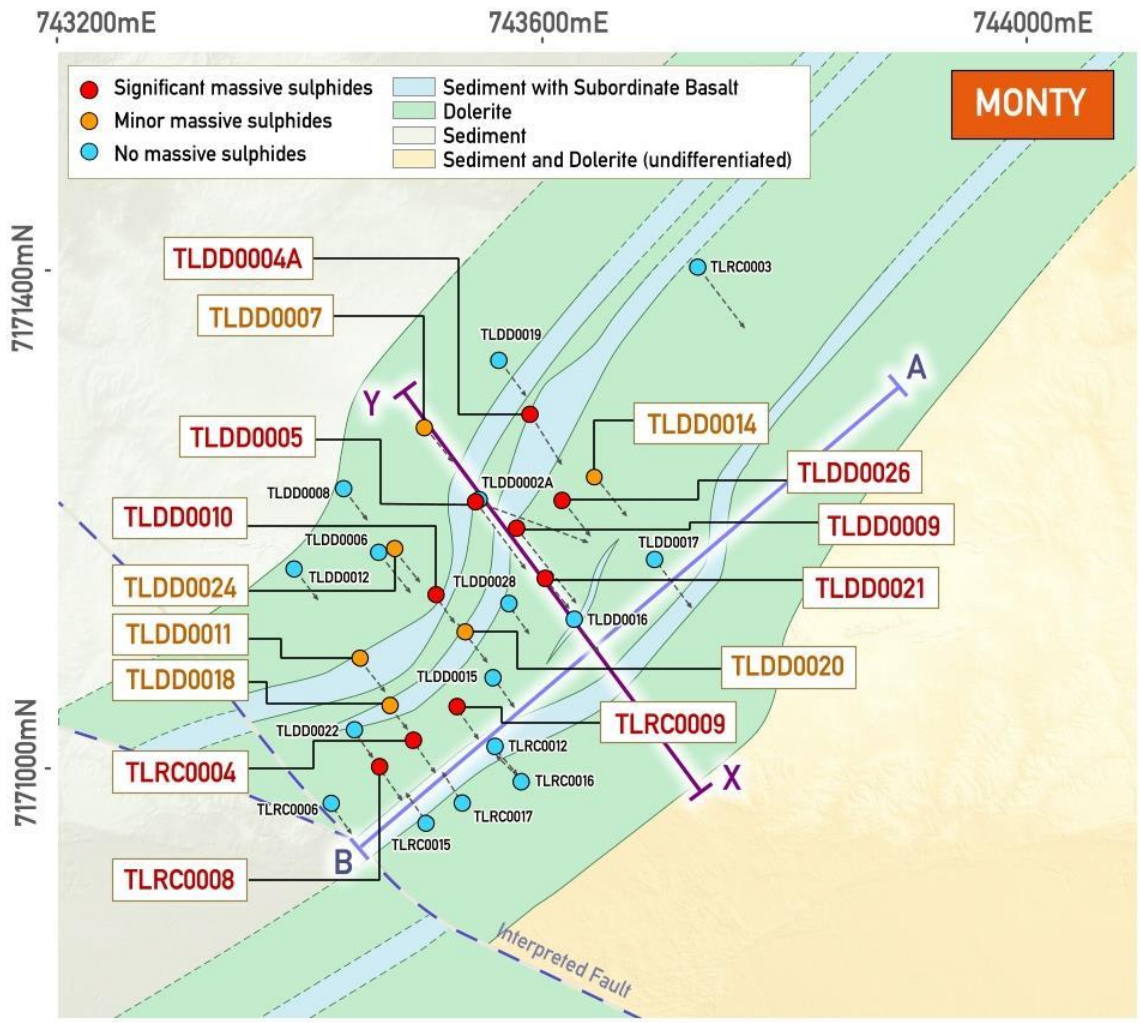 743200mE
743600mE
744000mE
Significant massive sulphides
Minor massive sulphides
No massive sulphides
Sediment with Subordinate Basalt
Dolerite
Sediment
Sediment and Dolerite (undifferentiated)
MONTY
7171400mN
7171000mN
TLDD0004A
TLRC0003
TLDD0007
TLDD0019
A
Y
TLDD0014
TLDD0005
TLDD0026
TLDD0002A
TLDD0008
TLDD0010
TLDD0009
TLDD0006
TLDD0017
TLDD0012
TLDD0024
TLDD0028
TLDD0021
TLDD0016
TLDD0011
TLDD0020
TLDD0018
TLDD0015
TLDD0022
TLRC0009
TLRC0004
TLRC0012
X
TLRC0016
TLRC0006
TLRC0017
TLRC0015
B
TLRC0008
Interpreted Fault